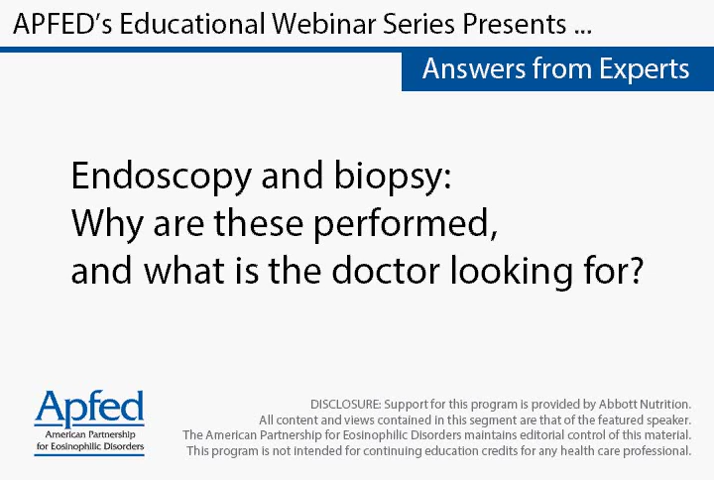 APFED's Educational Webinar Series Presents ...
Answers from Experts
Endoscopy and biopsy:
Why are these performed,
and what is the doctor looking for?
Apfed
American Partnership
for Eosinophilic Disorders
DISCLOSURE: Support for this program is provided by Abbott Nutrition.
All content and views contained in this segment are that of the featured speaker.
The American Partnership for Eosinophilic Disorders maintains editorial control of this material.
This program is not intended for continuing education credits for any health care professional.